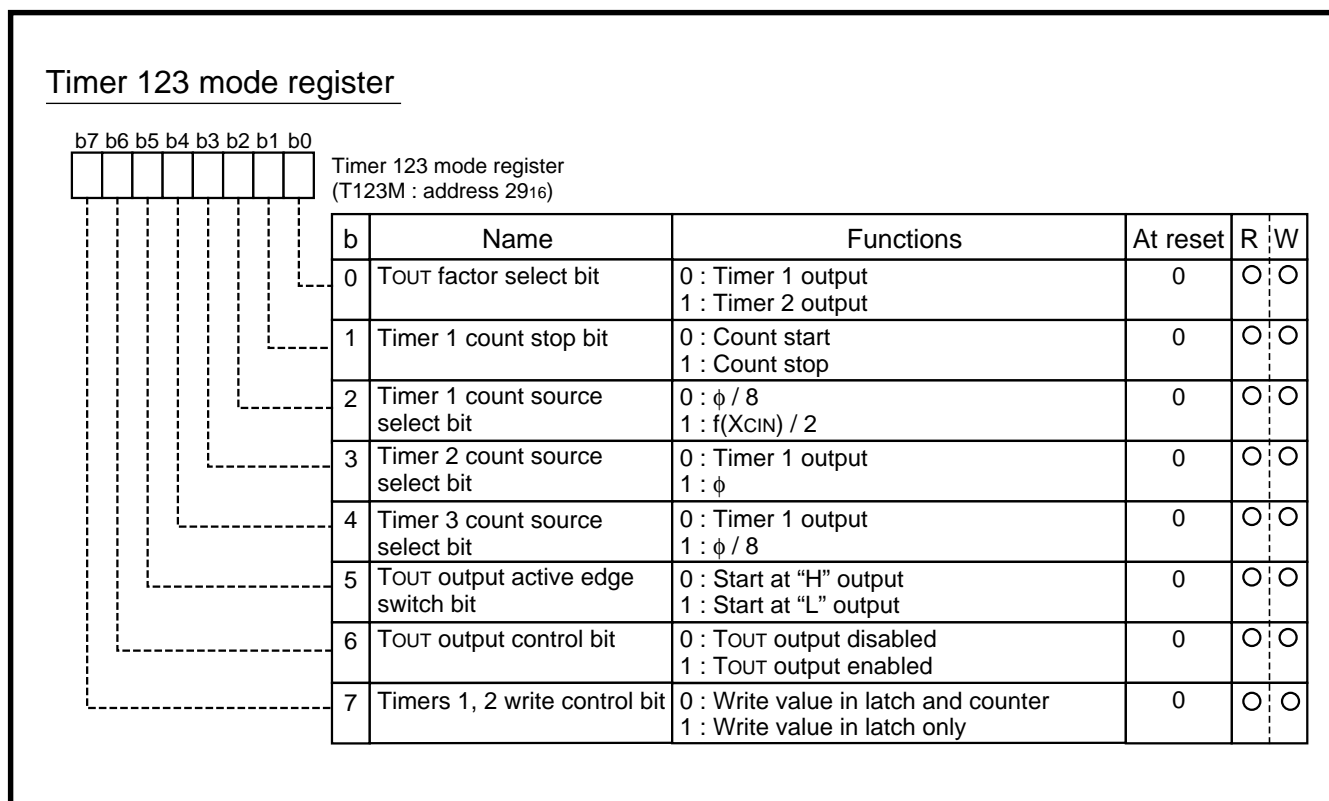 Timer 123 mode register
b7 b6 b5 b4 b3 b2 b1 b0
Timer 123 mode register
(T123M : address 2916)
b Name Functions At reset R W
0 TOUT factor select bit 0 : Timer 1 output 0 O O
1 : Timer 2 output
1 Timer 1 count stop bit 0 : Count start 0 O O
1 : Count stop
2 Timer 1 count source 0 : ϕ / 8 0 O O
select bit 1 : f(XCIN) / 2
3 Timer 2 count source 0 : Timer 1 output 0 O O
select bit 1 : ϕ
4 Timer 3 count source 0 : Timer 1 output 0 O O
select bit 1 : ϕ / 8
5 TOUT output active edge 0 : Start at “H” output 0 O O
switch bit 1 : Start at “L” output
6 TOUT output control bit 0 : TOUT output disabled 0 O O
1 : TOUT output enabled
7 Timers 1, 2 write control bit 0 : Write value in latch and counter 0 O O
1 : Write value in latch only